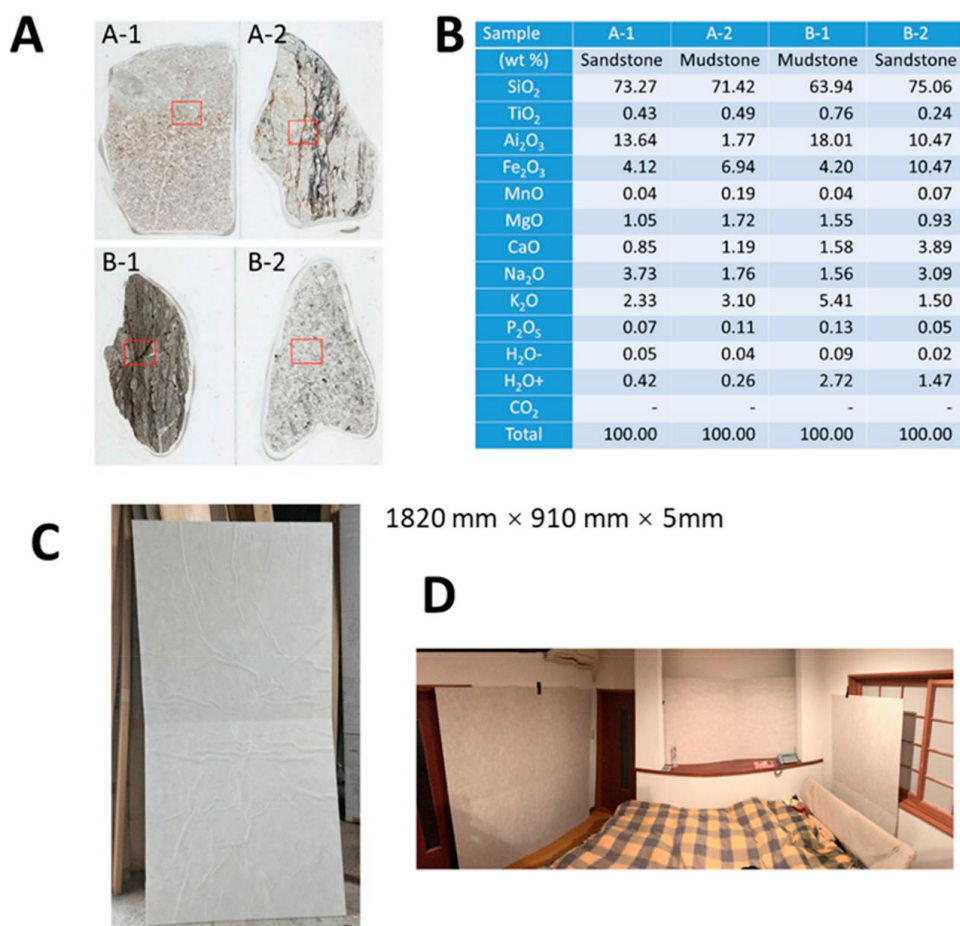 A
A-1 A-2
B-1 B-2
B
Sample A-1 A-2 B-1 B-2
(wt %) Sandstone Mudstone Mudstone Sandstone
SiO₂ 73.27 71.42 63.94 75.06
TiO₂ 0.43 0.49 0.76 0.24
Ai₂O₃ 13.64 1.77 18.01 10.47
Fe₂O₃ 4.12 6.94 4.20 10.47
MnO 0.04 0.19 0.04 0.07
MgO 1.05 1.72 1.55 0.93
CaO 0.85 1.19 1.58 3.89
Na₂O 3.73 1.76 1.56 3.09
K₂O 2.33 3.10 5.41 1.50
P₂O₅ 0.07 0.11 0.13 0.05
H₂O- 0.05 0.04 0.09 0.02
H₂O+ 0.42 0.26 2.72 1.47
CO₂ - - - -
Total 100.00 100.00 100.00 100.00
C
1820 mm × 910 mm × 5mm
D